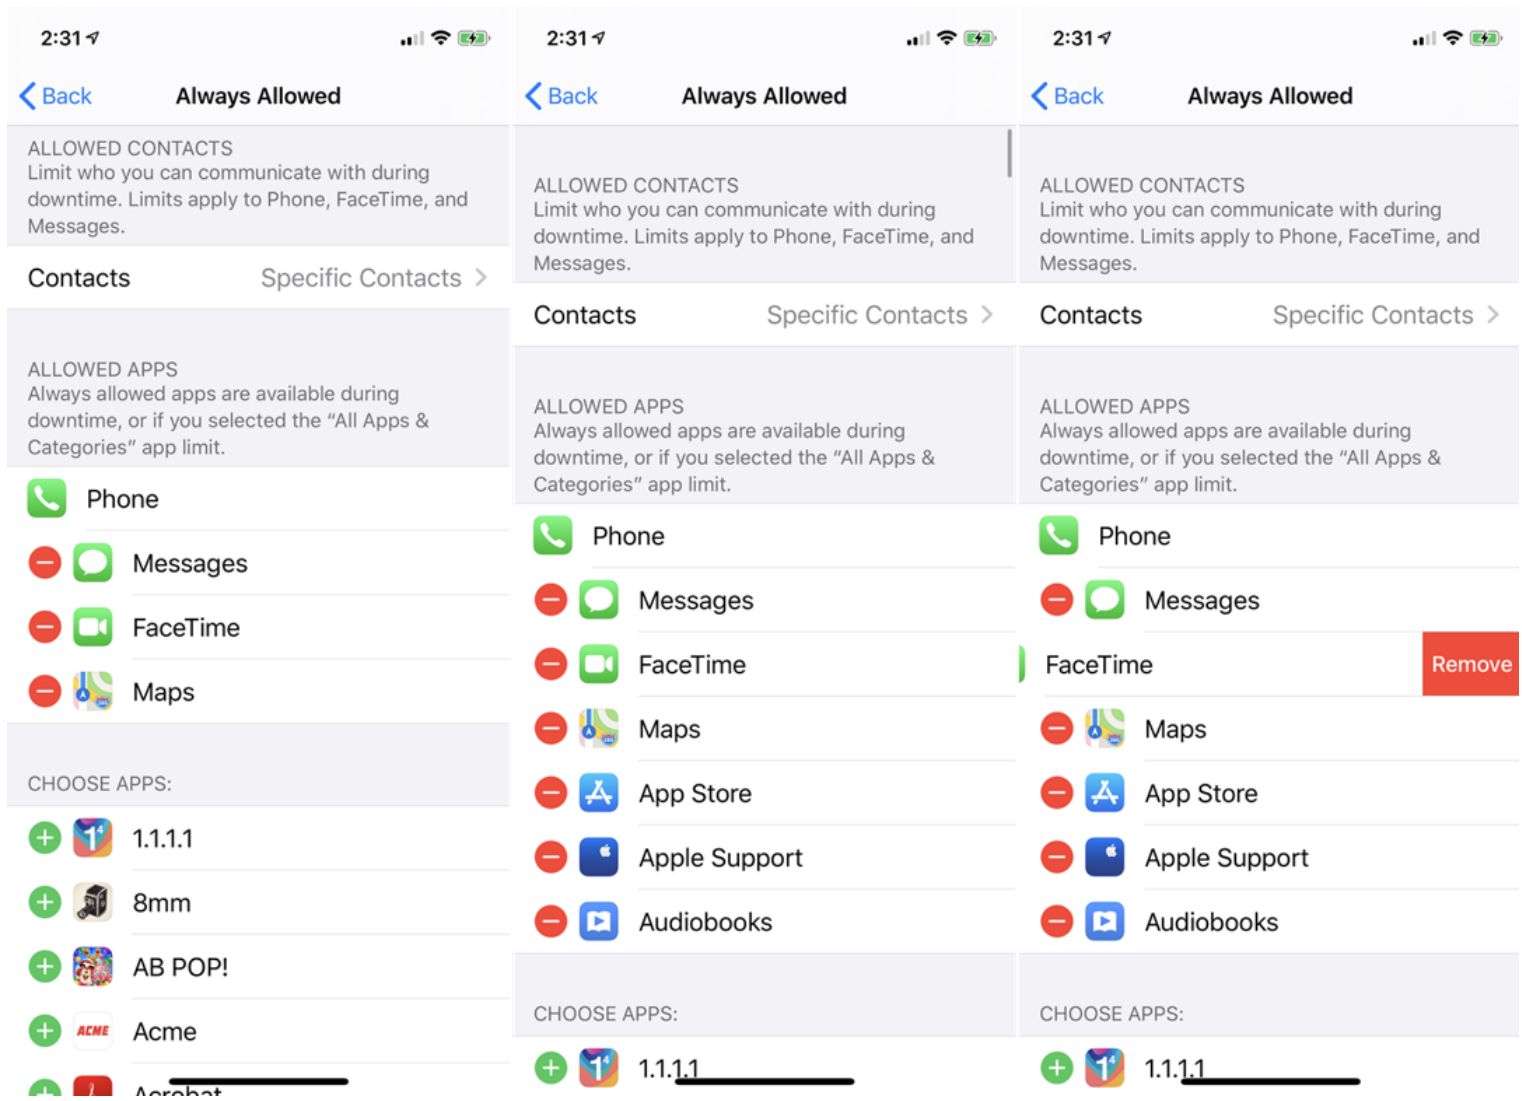 2:31
Back
Always Allowed
ALLOWED CONTACTS
Limit who you can communicate with during
downtime. Limits apply to Phone, FaceTime, and
Messages.
Contacts
Specific Contacts
ALLOWED APPS
Always allowed apps are available during
downtime, or if you selected the “All Apps &
Categories” app limit.
Phone
Messages
FaceTime
Maps
CHOOSE APPS:
1.1.1.1
8mm
AB POP!
ACME
Acme
Acrobat
2:31
Back
Always Allowed
ALLOWED CONTACTS
Limit who you can communicate with during
downtime. Limits apply to Phone, FaceTime, and
Messages.
Contacts
Specific Contacts
ALLOWED APPS
Always allowed apps are available during
downtime, or if you selected the “All Apps &
Categories” app limit.
Phone
Messages
FaceTime
Maps
App Store
Apple Support
Audiobooks
CHOOSE APPS:
1.1.1.1
2:31
Back
Always Allowed
ALLOWED CONTACTS
Limit who you can communicate with during
downtime. Limits apply to Phone, FaceTime, and
Messages.
Contacts
Specific Contacts
ALLOWED APPS
Always allowed apps are available during
downtime, or if you selected the “All Apps &
Categories” app limit.
Phone
Messages
FaceTime
Remove
Maps
App Store
Apple Support
Audiobooks
CHOOSE APPS:
1.1.1.1